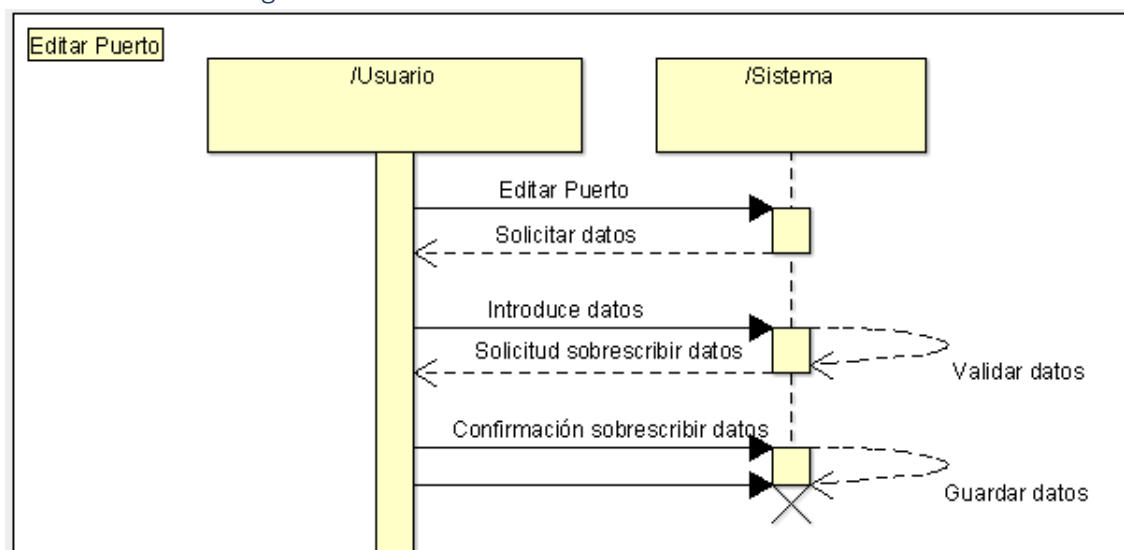 Editar Puerto
/Usuario
/Sistema
Editar Puerto
Solicitar datos
Introduce datos
Solicitud sobrescribir datos
Validar datos
Confirmación sobrescribir datos
Guardar datos